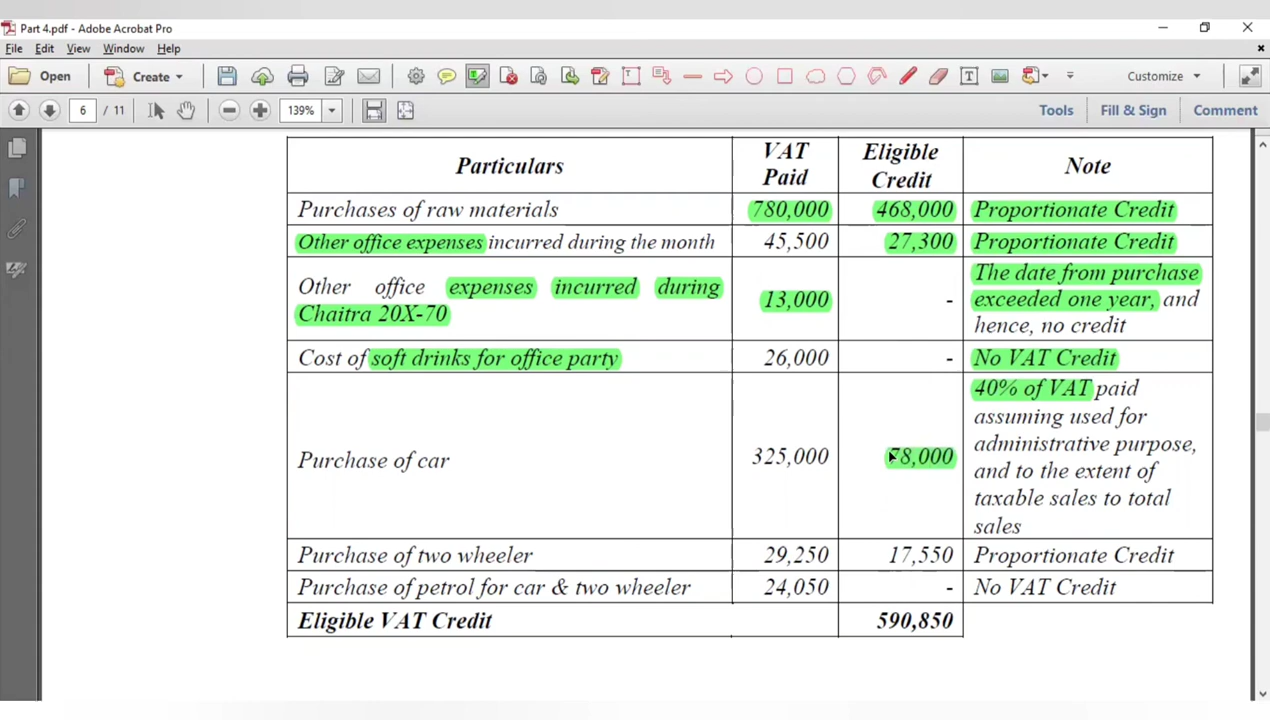 Part 4.pdf - Adobe Acrobat Pro
File Edit View Window Help
Open Create Customize
6 / 11 139% Tools Fill & Sign Comment
Particulars VAT Paid Eligible Credit Note
Purchases of raw materials 780,000 468,000 Proportionate Credit
Other office expenses incurred during the month 45,500 27,300 Proportionate Credit
Other office expenses incurred during
Chaitra 20X-70
13,000 -
The date from purchase
exceeded one year, and
hence, no credit
Cost of soft drinks for office party 26,000 - No VAT Credit
Purchase of car 325,000 78,000
40% of VAT paid
assuming used for
administrative purpose,
and to the extent of
taxable sales to total
sales
Purchase of two wheeler 29,250 17,550 Proportionate Credit
Purchase of petrol for car & two wheeler 24,050 - No VAT Credit
Eligible VAT Credit 590,850